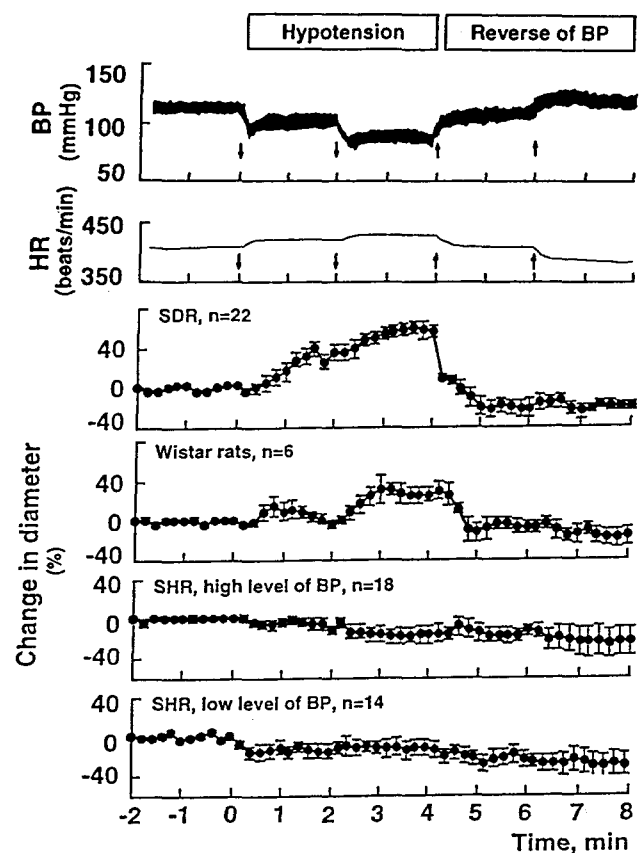 Hypotension
Reverse of BP
BP
(mmHg)
150
100
50
HR
(beats/min)
450
350
SDR, n=22
40
0
-40
Wistar rats, n=6
40
0
-40
SHR, high level of BP, n=18
40
0
-40
SHR, low level of BP, n=14
40
0
-40
Change in diameter
(%)
-2 -1 0 1 2 3 4 5 6 7 8
Time, min